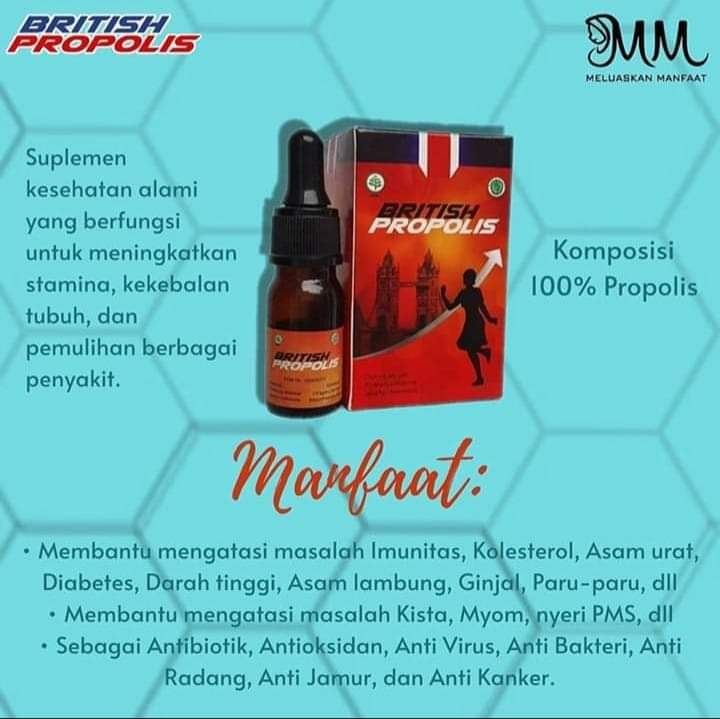 BRITISH
PROPOLIS
MM
MELUASKAN MANFAAT
Suplemen
kesehatan alami
yang berfungsi
untuk meningkatkan
stamina, kekebalan
tubuh, dan
pemulihan berbagai
penyakit.
BRITISH
PROPOLIS
BRITISH
PROPOLIS
Komposisi
100% Propolis
Manfaat:
• Membantu mengatasi masalah Imunitas, Kolesterol, Asam urat,
Diabetes, Darah tinggi, Asam lambung, Ginjal, Paru-paru, dll
• Membantu mengatasi masalah Kista, Myom, nyeri PMS, dll
• Sebagai Antibiotik, Antioksidan, Anti Virus, Anti Bakteri, Anti
Radang, Anti Jamur, dan Anti Kanker.